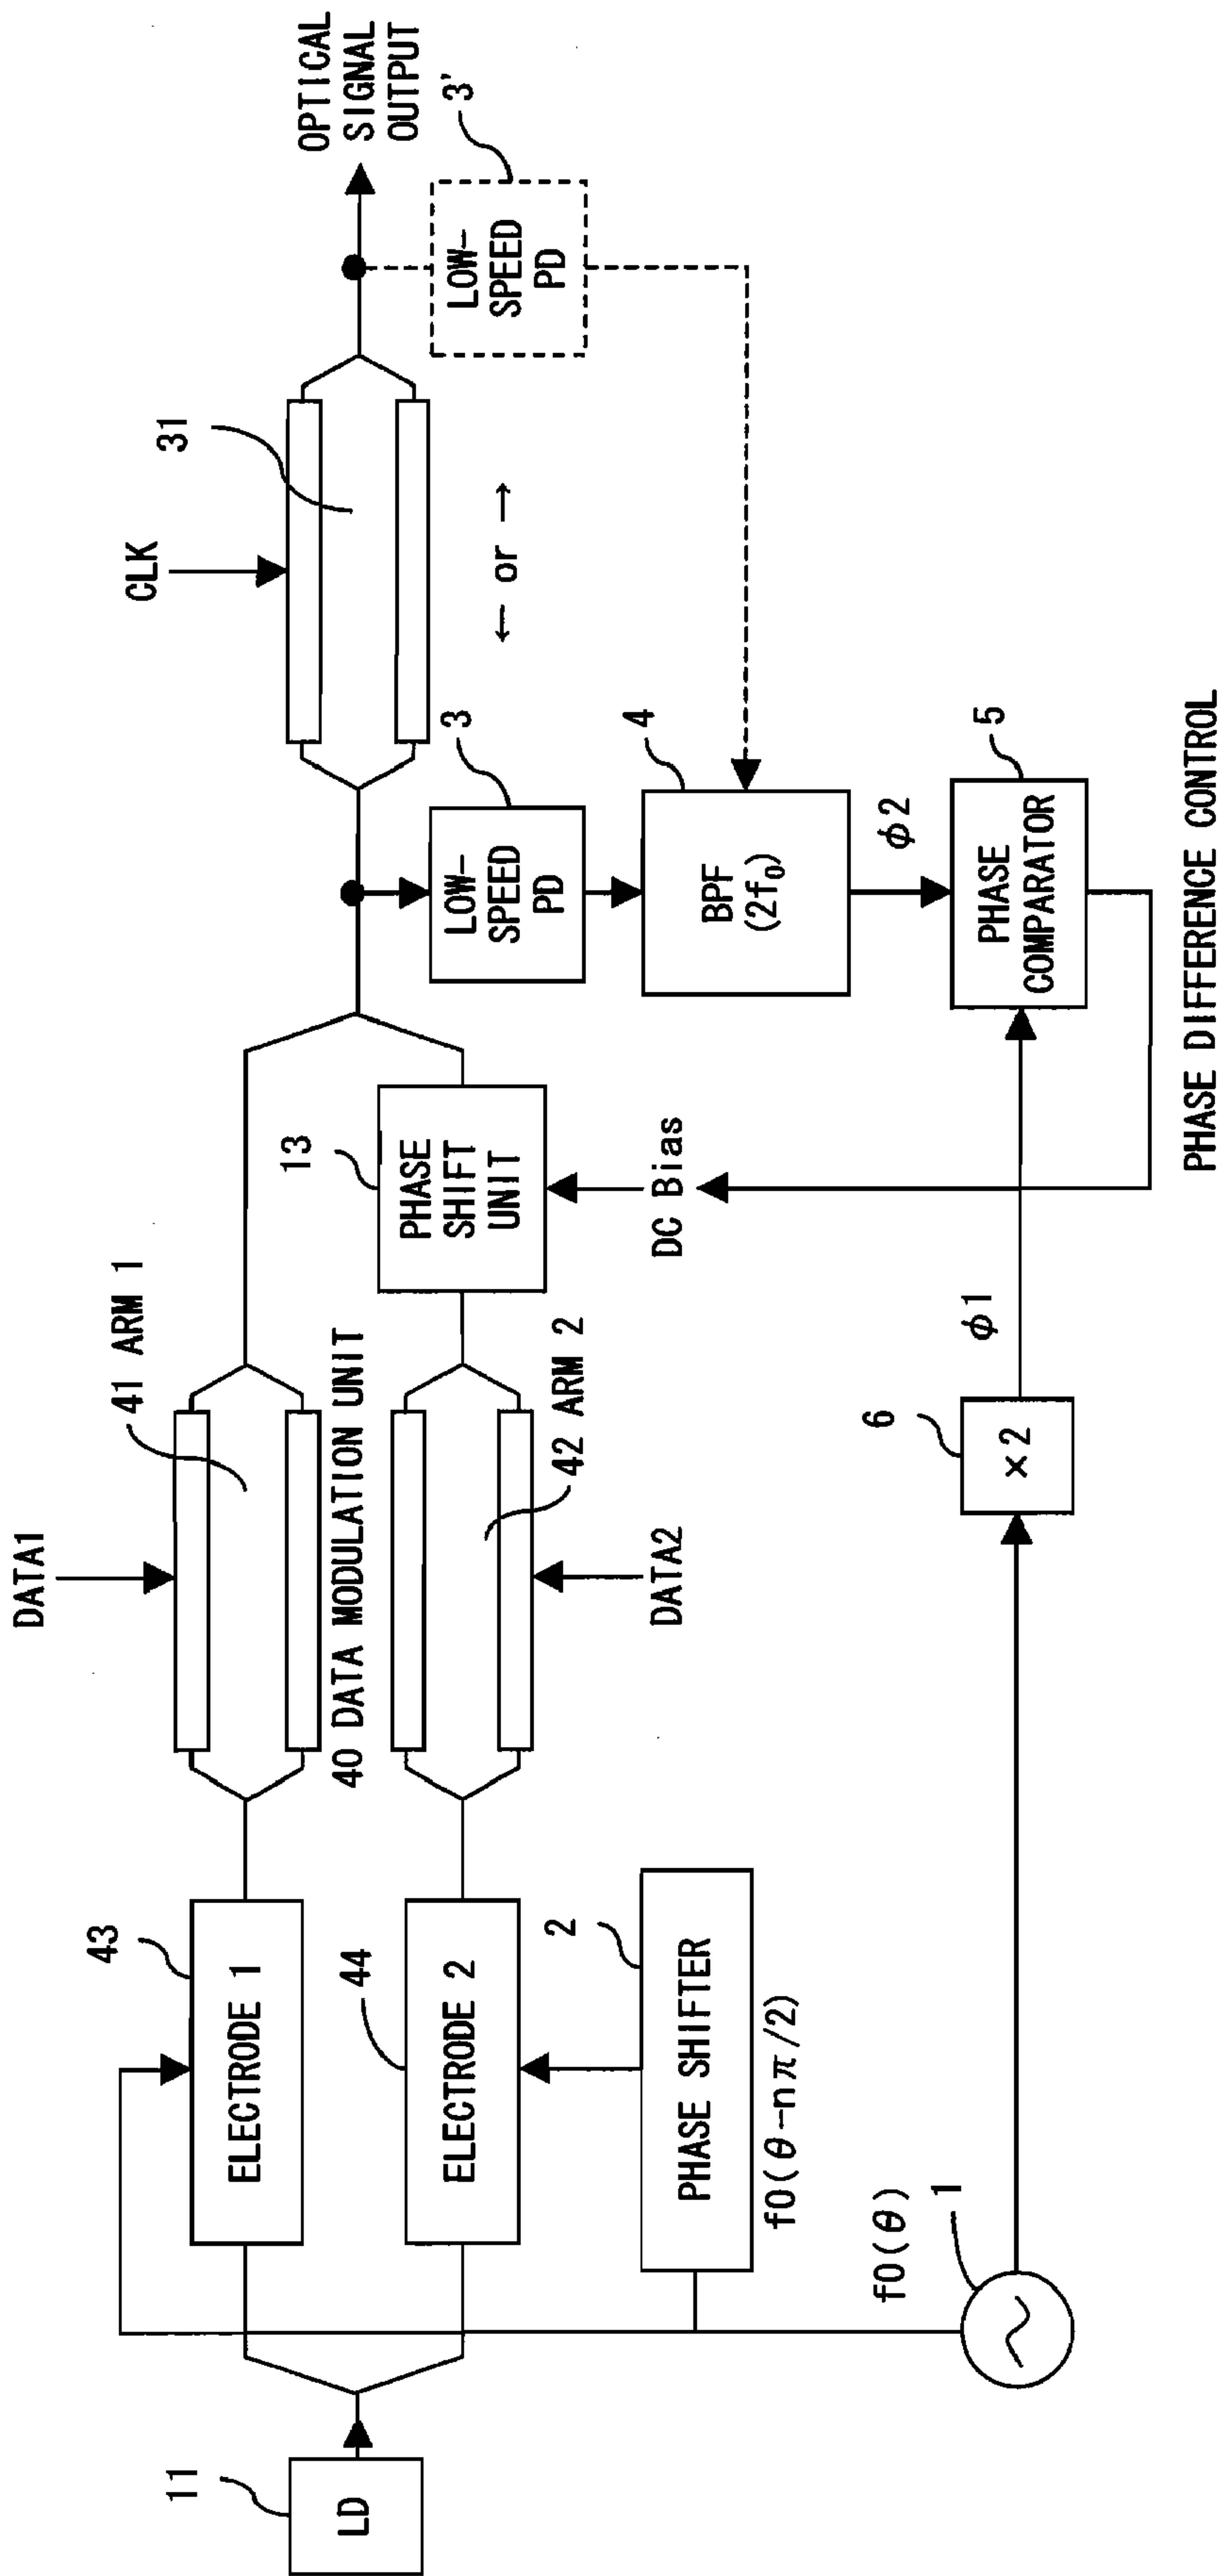 LD
11
ELECTRODE 1
43
ELECTRODE 2
44
PHASE SHIFTER
2
f0(θ-nπ/2)
f0(θ)
1
DATA1
41 ARM 1
40 DATA MODULATION UNIT
42 ARM 2
DATA2
×2
6
φ1
PHASE
SHIFT
UNIT
13
DC Bias
LOW-
SPEED
PD
3
BPF
(2f₀)
4
φ2
PHASE
COMPARATOR
5
PHASE DIFFERENCE CONTROL
CLK
31
← or →
LOW-
SPEED
PD
3'
OPTICAL
SIGNAL
OUTPUT